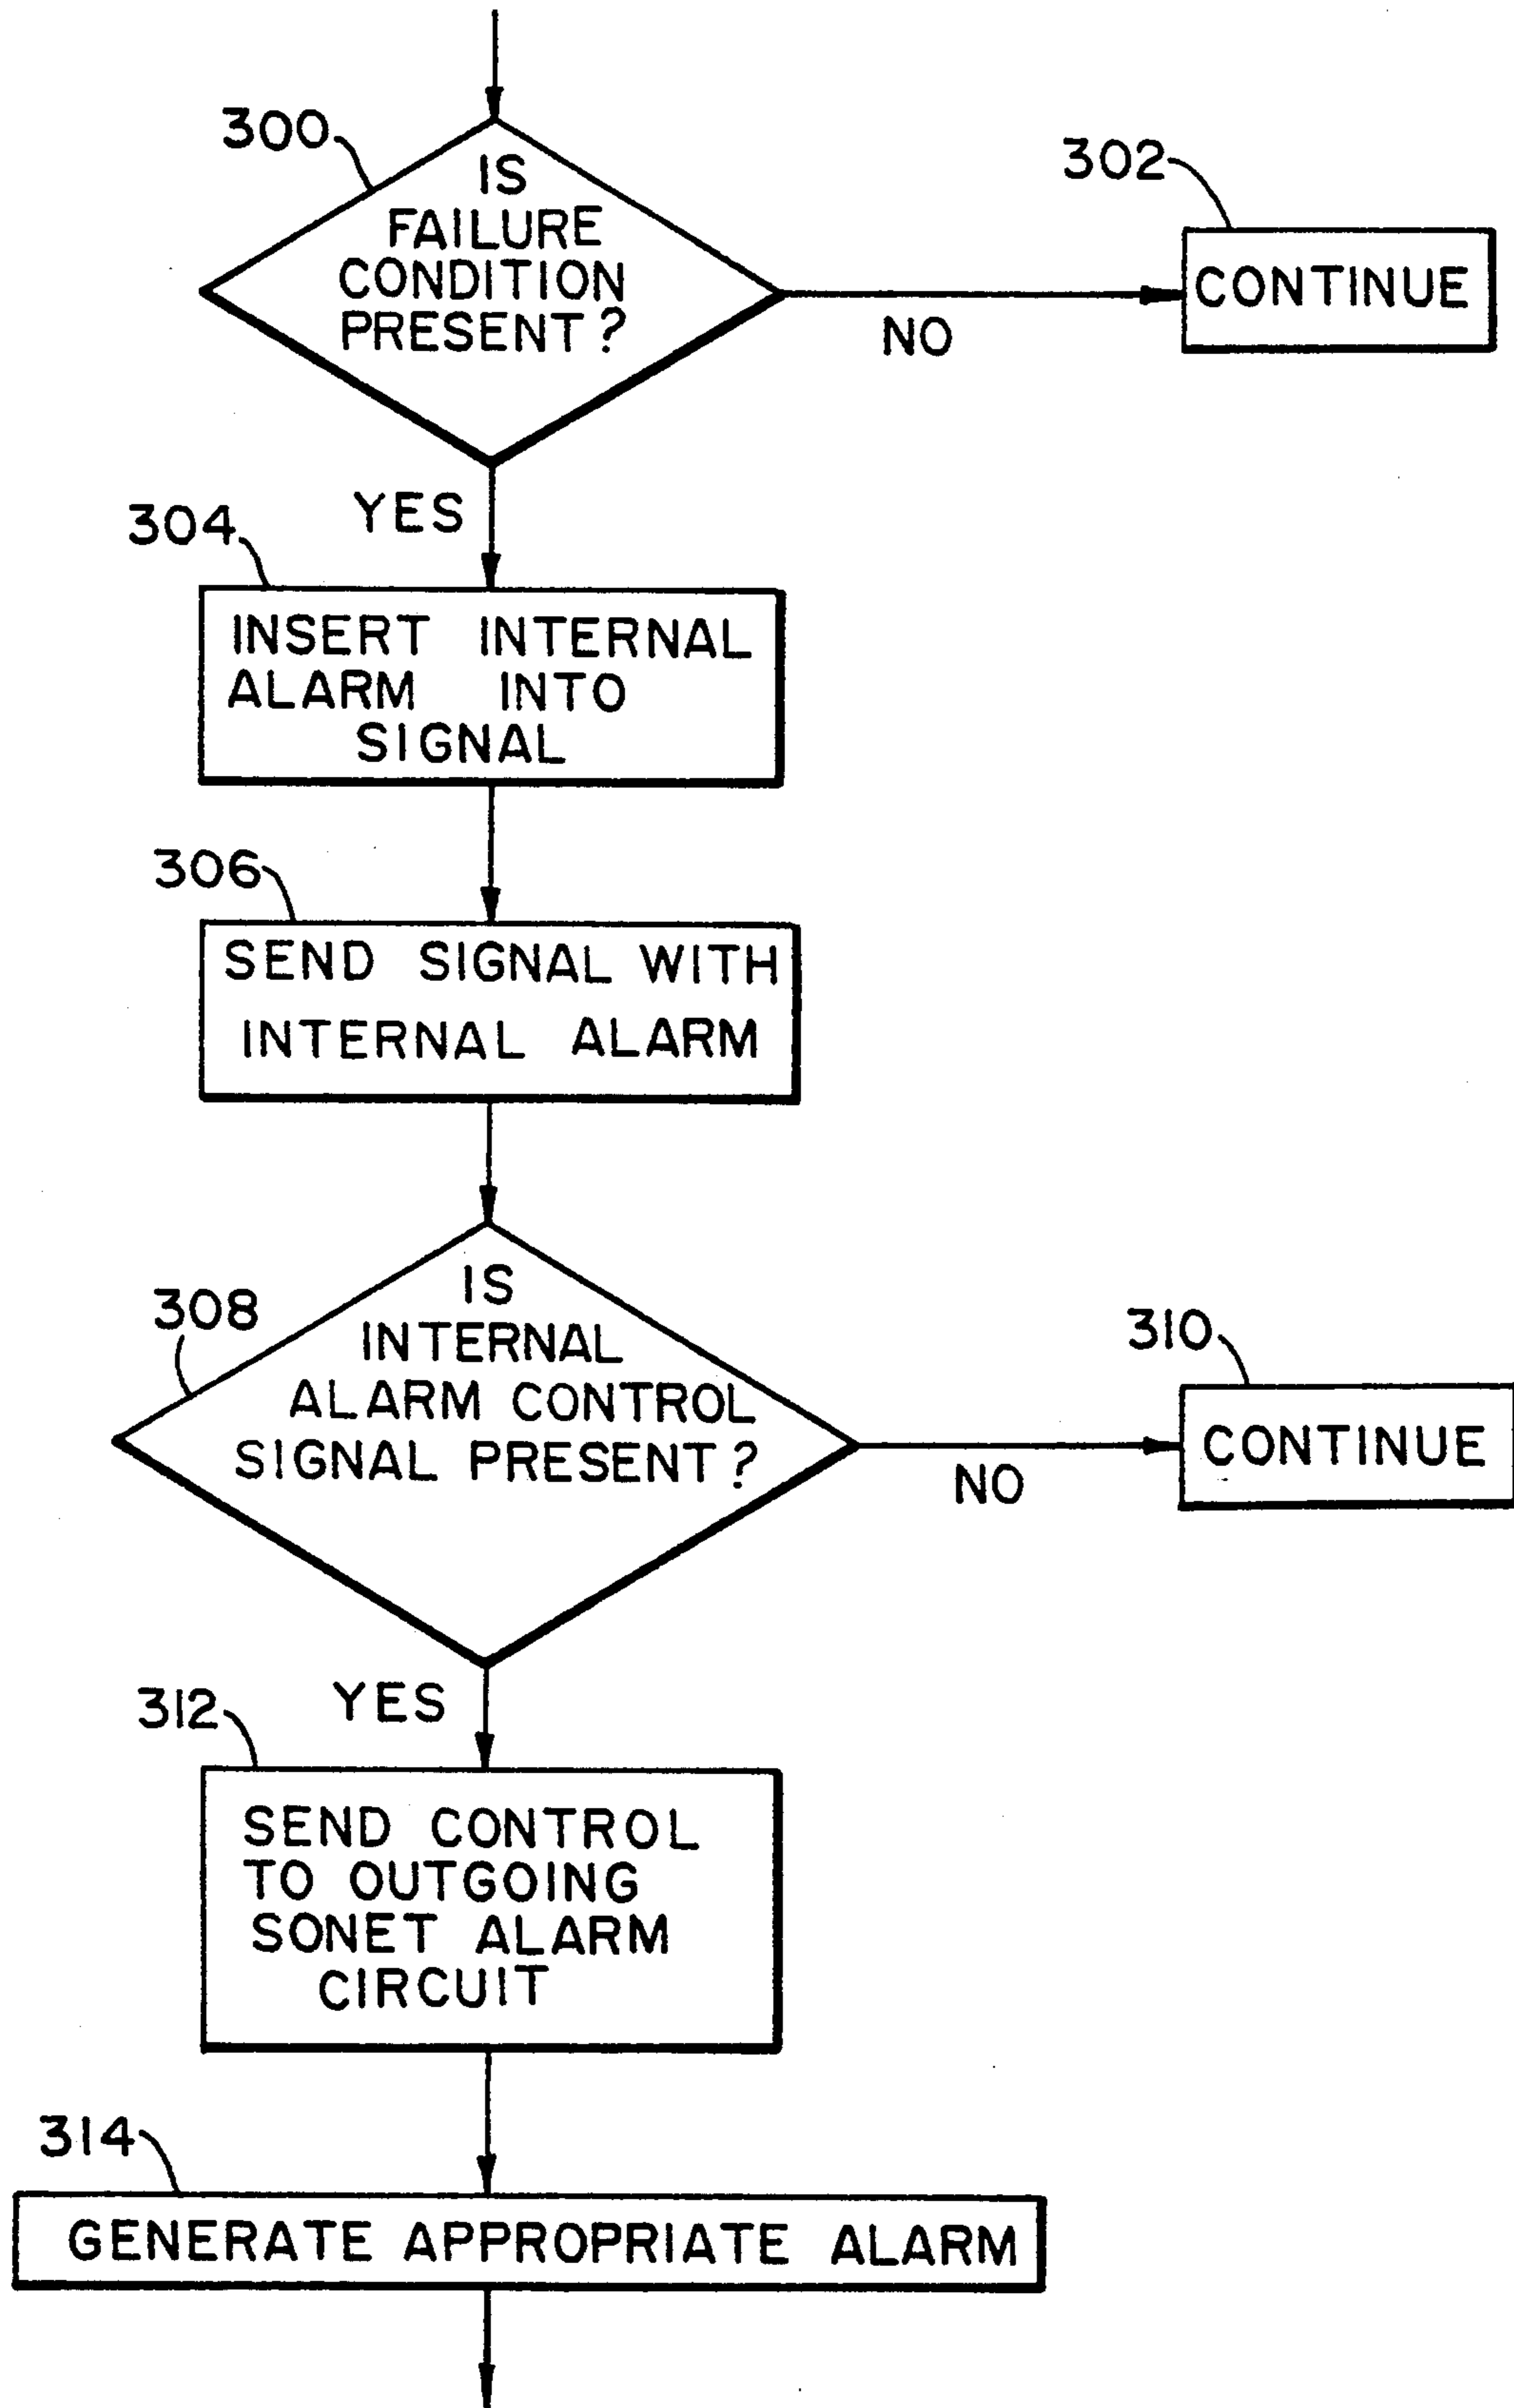 300
IS
FAILURE
CONDITION
PRESENT?
NO
302
CONTINUE
YES
304
INSERT INTERNAL
ALARM INTO
SIGNAL
306
SEND SIGNAL WITH
INTERNAL ALARM
308
IS
INTERNAL
ALARM CONTROL
SIGNAL PRESENT?
NO
310
CONTINUE
YES
312
SEND CONTROL
TO OUTGOING
SONET ALARM
CIRCUIT
314
GENERATE APPROPRIATE ALARM